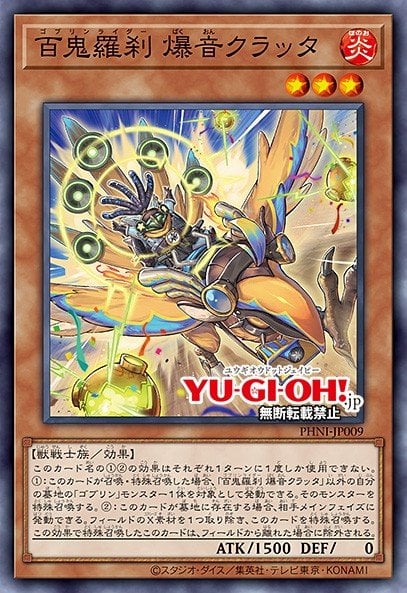 ゴブリンライダー ばくおん
百鬼羅刹 爆音クラッタ
ほのお
炎
ユウギオウドットジェイピー
YU-GI-OH!.jp
無断転載禁止
PHNI-JP009
【獣戦士族/効果】
このカード名の①②の効果はそれぞれ1ターンに1度しか使用できない。
①:このカードが召喚・特殊召喚した場合、「百鬼羅刹 爆音クラッタ」以外の自分
の墓地の「ゴブリン」モンスター1体を対象として発動できる。そのモンスターを
特殊召喚する。②:このカードが墓地に存在する場合、相手メインフェイズに
発動できる。フィールドのX素材を1つ取り除き、このカードを特殊召喚する。
この効果で特殊召喚したこのカードは、フィールドから離れた場合に除外される。
ATK/1500 DEF/ 0
©スタジオ・ダイス/集英社・テレビ東京・KONAMI